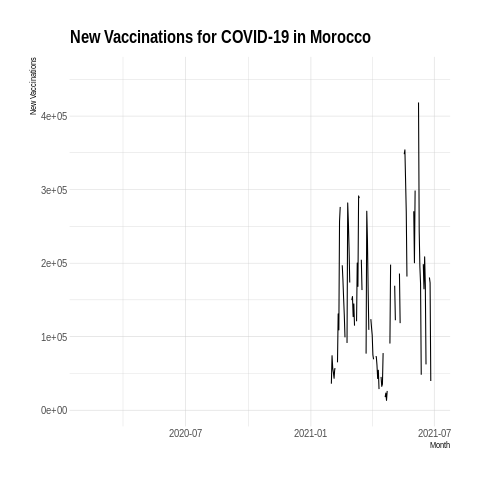 New Vaccinations for COVID-19 in Morocco
New Vaccinations
4e+05
3e+05
2e+05
1e+05
0e+00
2020-07
2021-01
2021-07
Month